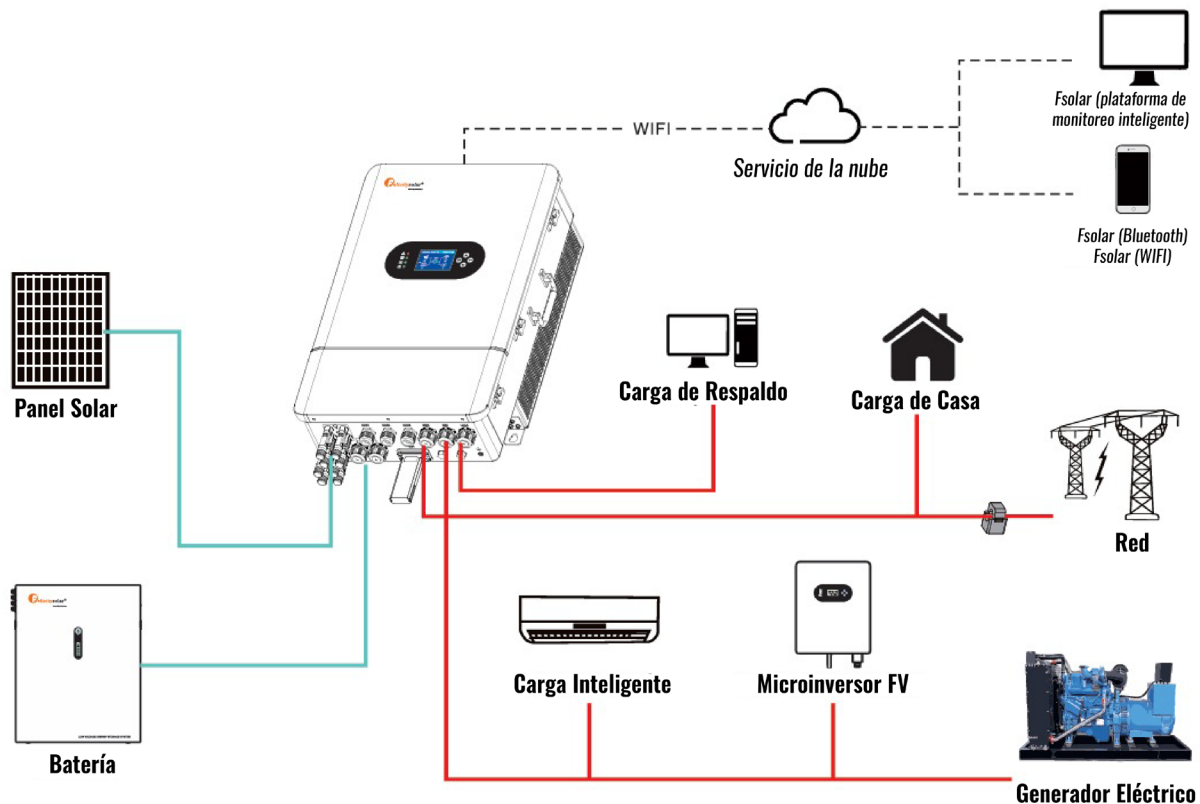 Fsolar (plataforma de
monitoreo inteligente)
WIFI
Servicio de la nube
Fsolar (Bluetooth)
Fsolar (WIFI)
Panel Solar
Carga de Respaldo
Carga de Casa
Red
Carga Inteligente
Microinversor FV
Batería
Generador Eléctrico